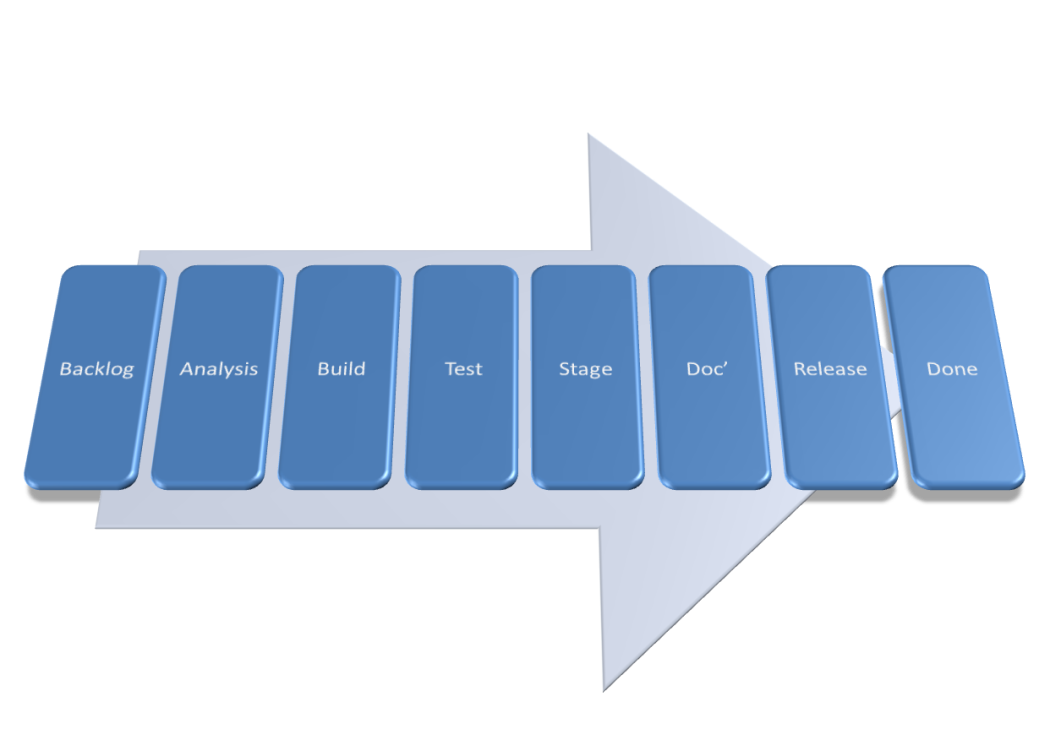 Backlog
Analysis
Build
Test
Stage
Doc’
Release
Done